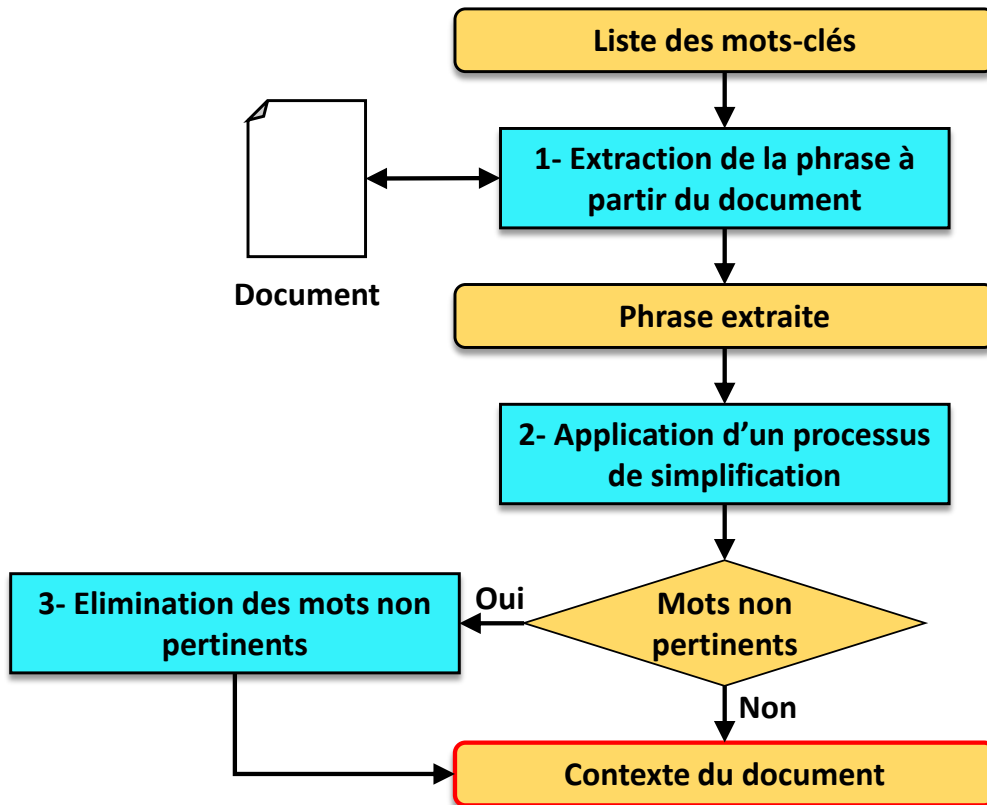 Liste des mots-clés
1- Extraction de la phrase à
partir du document
Document
Phrase extraite
2- Application d’un processus
de simplification
3- Elimination des mots non
pertinents
Oui
Mots non
pertinents
Non
Contexte du document